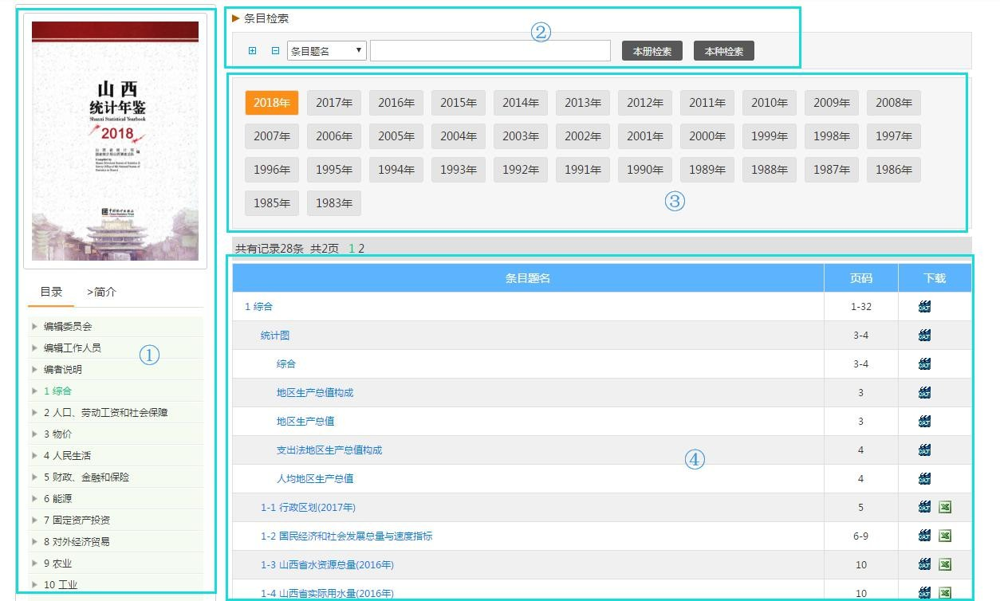 山西
统计年鉴
Shanxi Statistical Yearbook
2018
目录 >简介
编辑委员会
编辑工作人员
①
编者说明
1 综合
2 人口、劳动工资和社会保障
3 物价
4 人民生活
5 财政、金融和保险
6 能源
7 固定资产投资
8 对外经济贸易
9 农业
10 工业
条目检索
②
条目题名 本册检索 本种检索
2018年 2017年 2016年 2015年 2014年 2013年 2012年 2011年 2010年 2009年 2008年
2007年 2006年 2005年 2004年 2003年 2002年 2001年 2000年 1999年 1998年 1997年
1996年 1995年 1994年 1993年 1992年 1991年 1990年 1989年 1988年 1987年 1986年
1985年 1983年 ③
共有记录28条 共2页 1 2
条目题名 页码 下载
1 综合 1-32 CAJ
统计图 3-4 CAJ
综合 3-4 CAJ
地区生产总值构成 3 CAJ
地区生产总值 3 CAJ
支出法地区生产总值构成 4 CAJ
④
人均地区生产总值 4 CAJ
1-1 行政区划(2017年) 5 CAJ
1-2 国民经济和社会发展总量与速度指标 6-9 CAJ
1-3 山西省水资源总量(2016年) 10 CAJ
1-4 山西省实际用水量(2016年) 10 CAJ